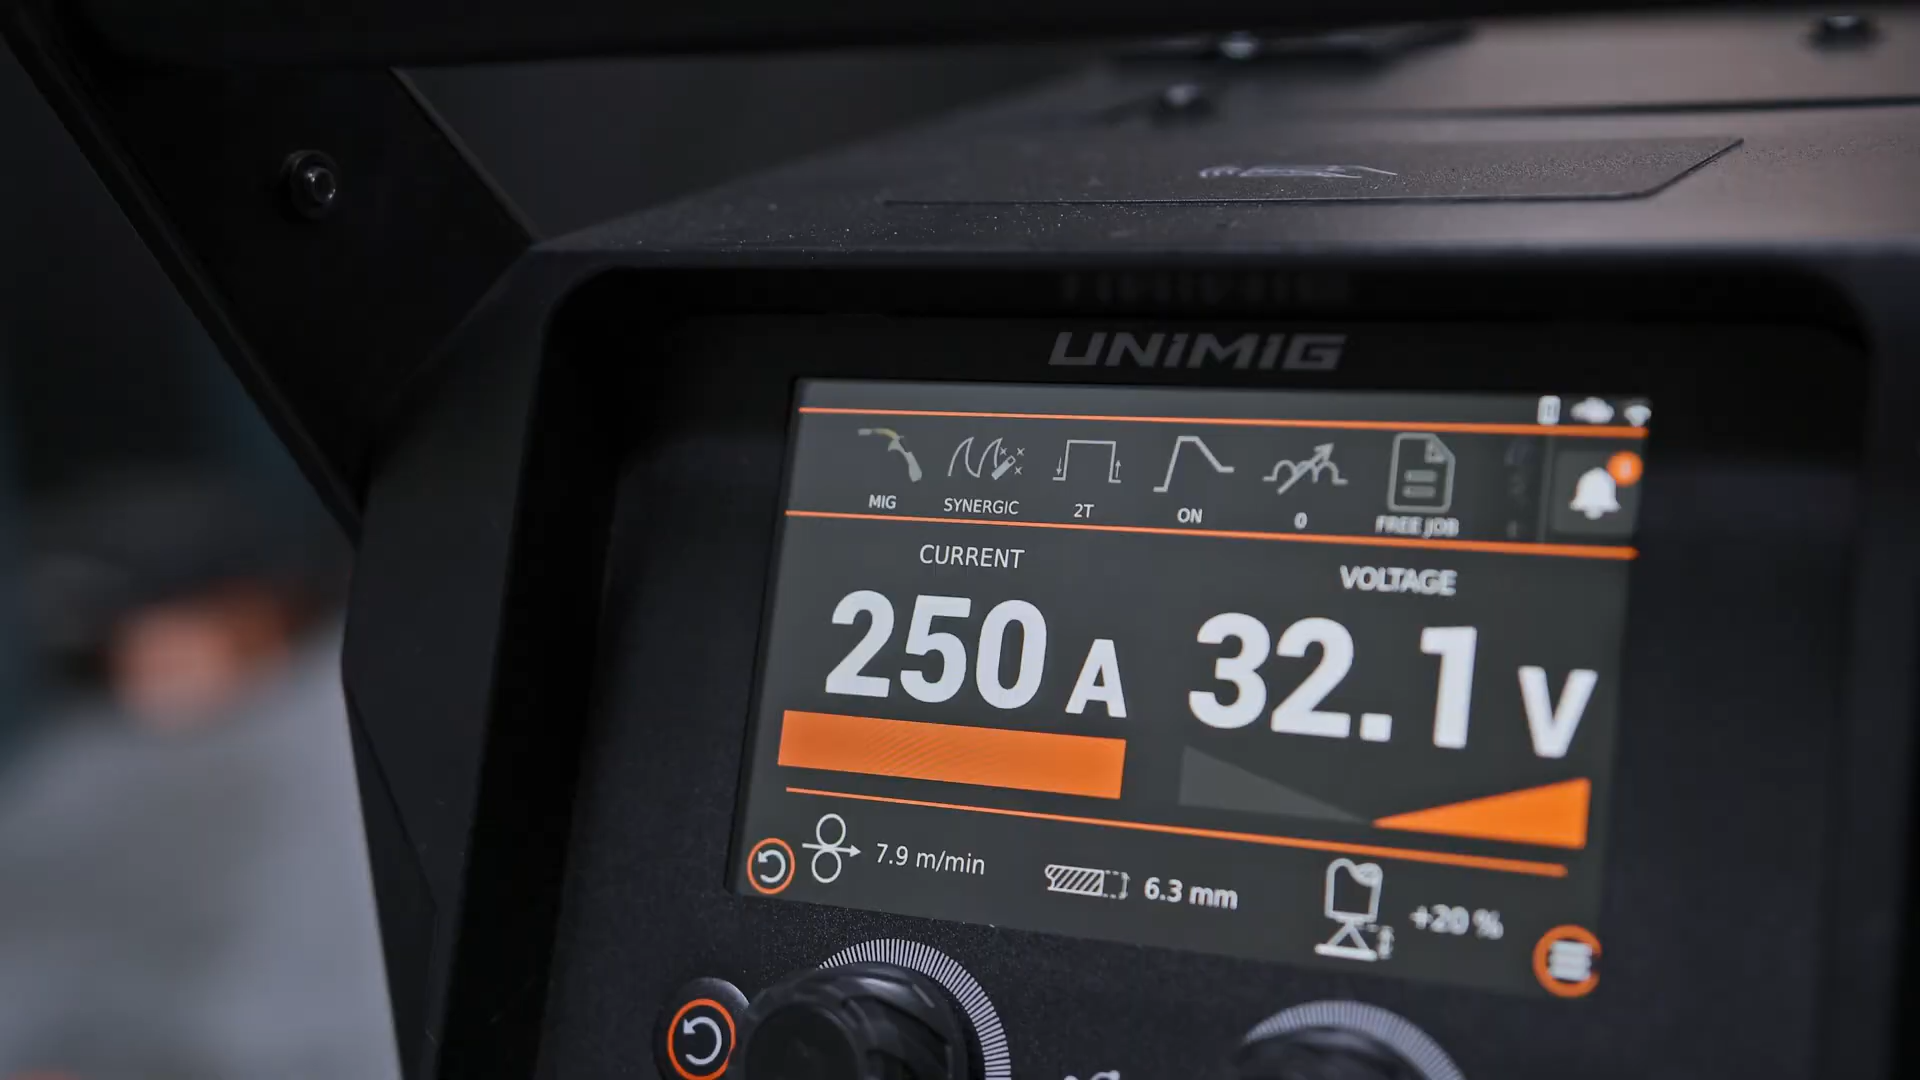 UNIMIG
MIG
SYNERGIC
2T
ON
0
FREE JOB
CURRENT
VOLTAGE
250 A
32.1 V
7.9 m/min
6.3 mm
+20 %